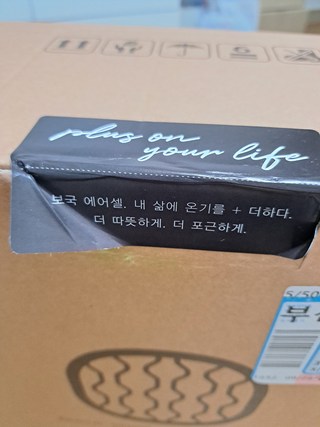 plus on
your life
보국 에어셀. 내 삶에 온기를 + 더하다.
더 따뜻하게. 더 포근하게.